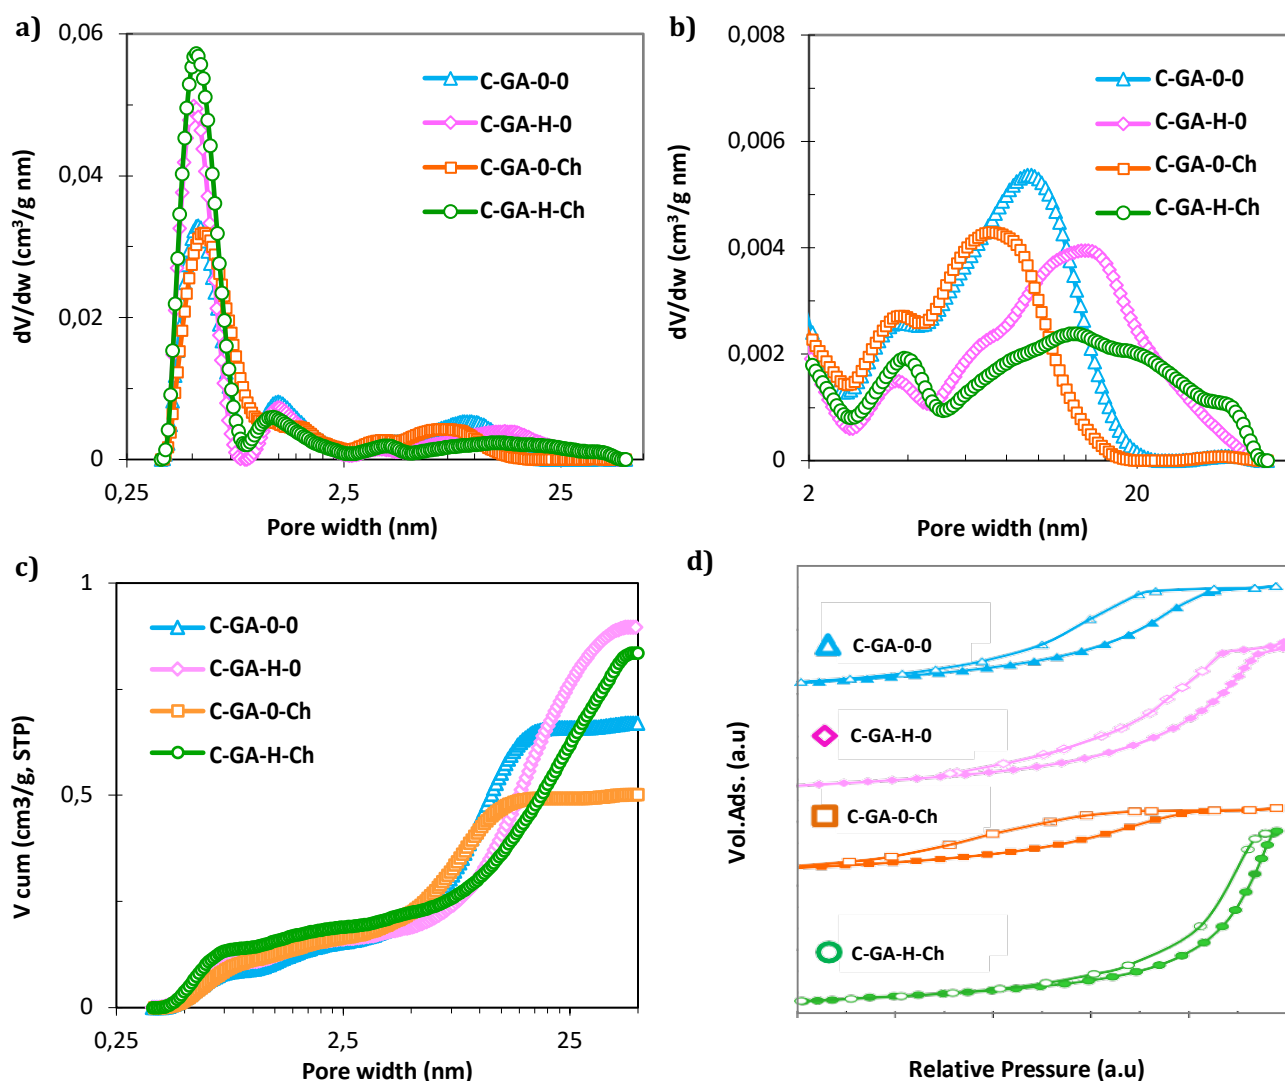 a)
0,06
0,04
0,02
0
dV/dw (cm³/g nm)
C-GA-0-0
C-GA-H-0
C-GA-0-Ch
C-GA-H-Ch
0,25
2,5
25
Pore width (nm)
b)
0,008
0,006
0,004
0,002
0
dV/dw (cm³/g nm)
C-GA-0-0
C-GA-H-0
C-GA-0-Ch
C-GA-H-Ch
2
20
Pore width (nm)
c)
1
0,5
0
V cum (cm3/g, STP)
C-GA-0-0
C-GA-H-0
C-GA-0-Ch
C-GA-H-Ch
0,25
2,5
25
Pore width (nm)
d)
Vol.Ads. (a.u)
C-GA-0-0
C-GA-H-0
C-GA-0-Ch
C-GA-H-Ch
Relative Pressure (a.u)